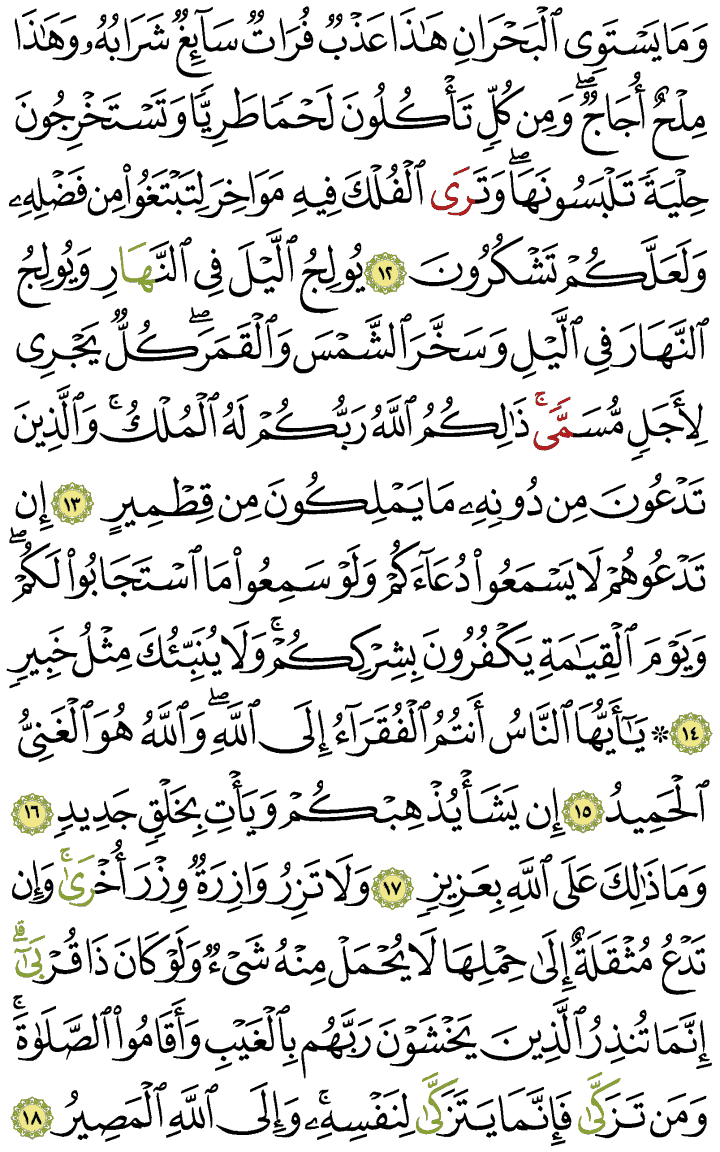 وَمَا يَسْتَوِى ٱلْبَحْرَانِ هَـٰذَا عَذْبٌ فُرَاتٌ سَآئِغٌ شَرَابُهُۥ وَهَـٰذَا
مِلْحٌ أُجَاجٌ ۖ وَمِن كُلٍّ تَأْكُلُونَ لَحْمًا طَرِيًّا وَتَسْتَخْرِجُونَ
حِلْيَةً تَلْبَسُونَهَا ۖ وَتَرَى ٱلْفُلْكَ فِيهِ مَوَاخِرَ لِتَبْتَغُوا۟ مِن فَضْلِهِۦ
وَلَعَلَّكُمْ تَشْكُرُونَ ١٢ يُولِجُ ٱلَّيْلَ فِى ٱلنَّهَارِ وَيُولِجُ
ٱلنَّهَارَ فِى ٱلَّيْلِ وَسَخَّرَ ٱلشَّمْسَ وَٱلْقَمَرَ ۖ كُلٌّ يَجْرِى
لِأَجَلٍ مُّسَمًّى ۚ ذَٰلِكُمُ ٱللَّهُ رَبُّكُمْ لَهُ ٱلْمُلْكُ ۚ وَٱلَّذِينَ
تَدْعُونَ مِن دُونِهِۦ مَا يَمْلِكُونَ مِن قِطْمِيرٍ ١٣ إِن
تَدْعُوهُمْ لَا يَسْمَعُوا۟ دُعَآءَكُمْ وَلَوْ سَمِعُوا۟ مَا ٱسْتَجَابُوا۟ لَكُمْ ۖ
وَيَوْمَ ٱلْقِيَـٰمَةِ يَكْفُرُونَ بِشِرْكِكُمْ ۚ وَلَا يُنَبِّئُكَ مِثْلُ خَبِيرٍ
١٤ * يَـٰٓأَيُّهَا ٱلنَّاسُ أَنتُمُ ٱلْفُقَرَآءُ إِلَى ٱللَّهِ ۖ وَٱللَّهُ هُوَ ٱلْغَنِىُّ
ٱلْحَمِيدُ ١٥ إِن يَشَأْ يُذْهِبْكُمْ وَيَأْتِ بِخَلْقٍ جَدِيدٍ ١٦
وَمَا ذَٰلِكَ عَلَى ٱللَّهِ بِعَزِيزٍ ١٧ وَلَا تَزِرُ وَازِرَةٌ وِزْرَ أُخْرَىٰ ۚ وَإِن
تَدْعُ مُثْقَلَةٌ إِلَىٰ حِمْلِهَا لَا يُحْمَلْ مِنْهُ شَىْءٌ وَلَوْ كَانَ ذَا قُرْبَىٰٓ ۗ
إِنَّمَا تُنذِرُ ٱلَّذِينَ يَخْشَوْنَ رَبَّهُم بِٱلْغَيْبِ وَأَقَامُوا۟ ٱلصَّلَوٰةَ ۚ
وَمَن تَزَكَّىٰ فَإِنَّمَا يَتَزَكَّىٰ لِنَفْسِهِۦ ۚ وَإِلَى ٱللَّهِ ٱلْمَصِيرُ ١٨